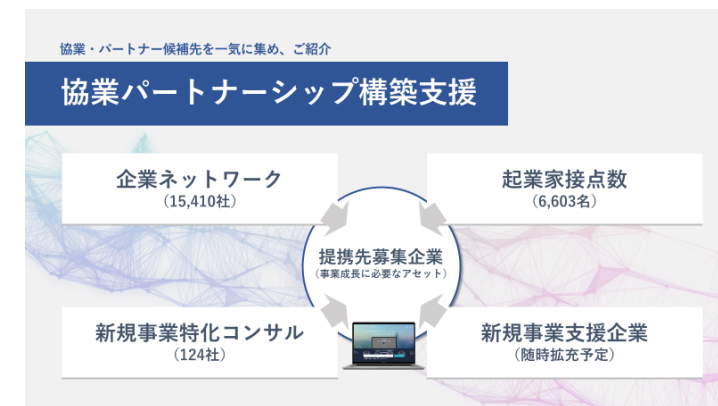 協業・パートナー候補先を一気に集め、ご紹介
協業パートナーシップ構築支援
企業ネットワーク
（15,410社）
起業家接点数
（6,603名）
提携先募集企業
（事業成長に必要なアセット）
新規事業特化コンサル
（124社）
新規事業支援企業
（随時拡充予定）